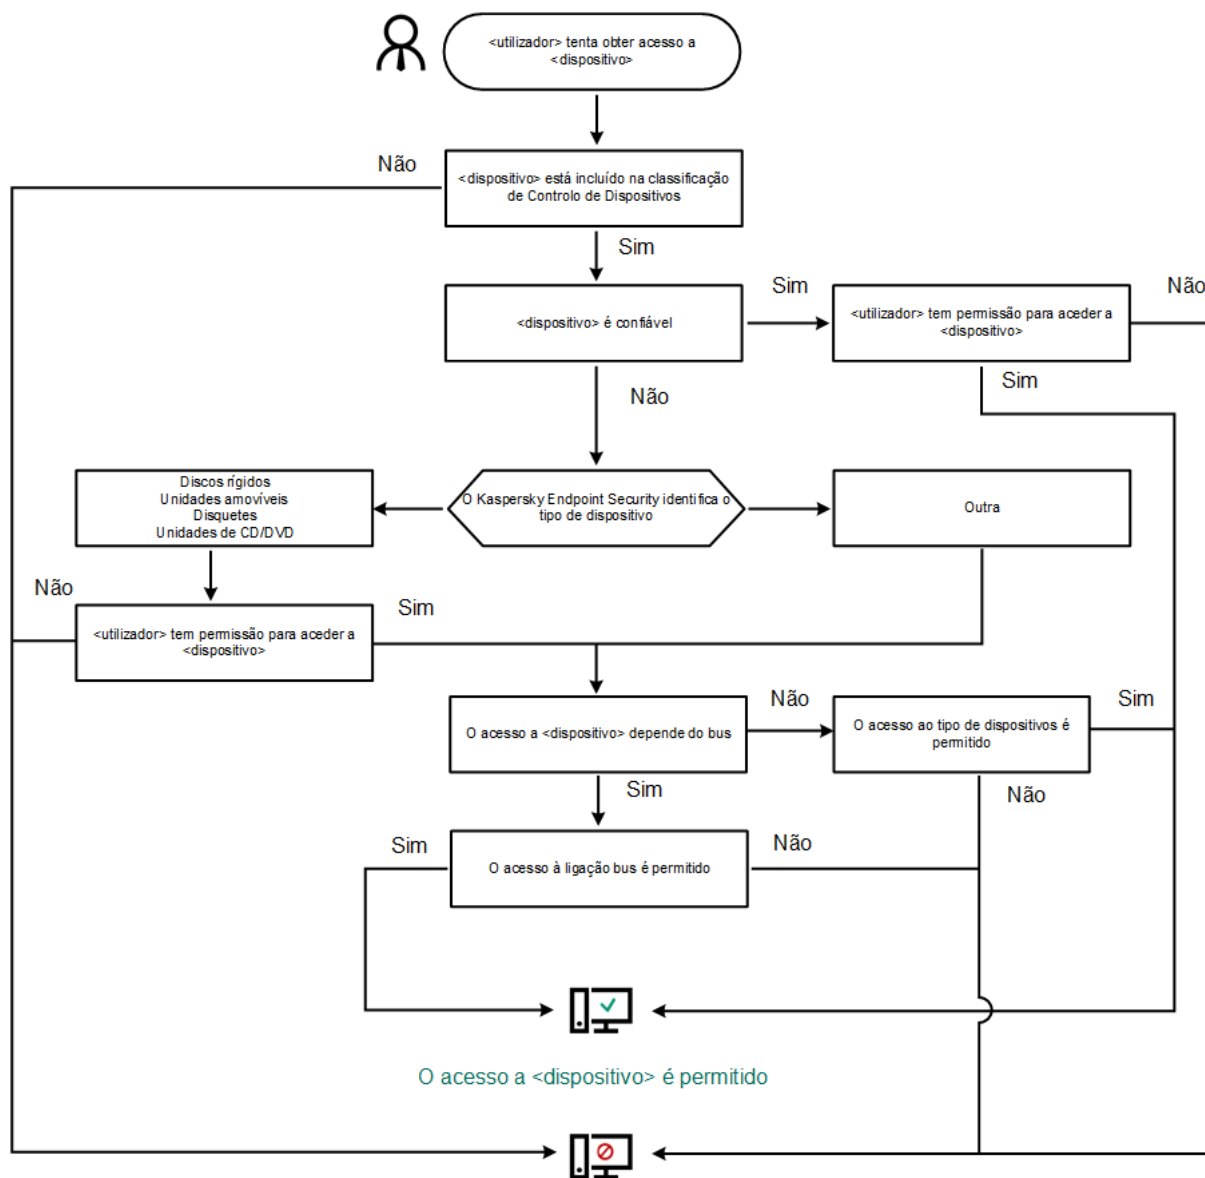 <utilizador> tenta obter acesso a
<dispositivo>
Não
<dispositivo> está incluído na classificação
de Controlo de Dispositivos
Sim
<dispositivo> é confiável
Sim
<utilizador> tem permissão para aceder a
<dispositivo>
Não
Não
Sim
Discos rígidos
Unidades amovíveis
Disquetes
Unidades de CD/DVD
O Kaspersky Endpoint Security identifica o
tipo de dispositivo
Outra
Não
<utilizador> tem permissão para aceder a
<dispositivo>
Sim
O acesso a <dispositivo> depende do bus
Não
O acesso ao tipo de dispositivos é
permitido
Sim
Sim
Não
Sim
O acesso à ligação bus é permitido
Não
O acesso a <dispositivo> é permitido